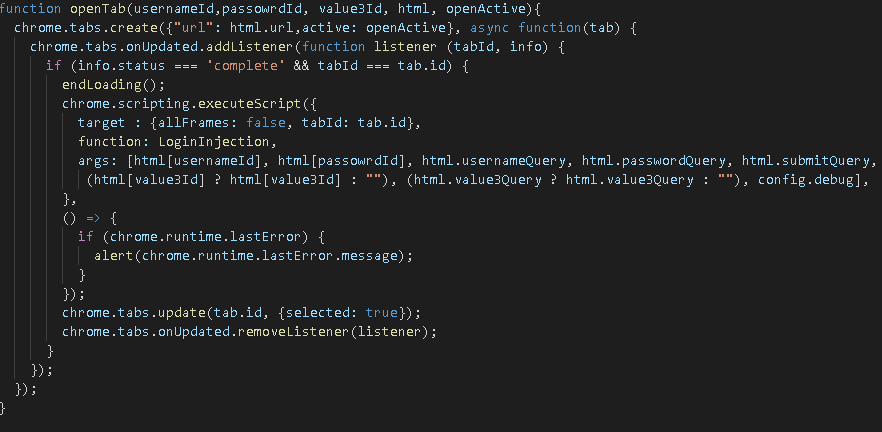 function openTab(usernameId,passowrdId, value3Id, html, openActive){
chrome.tabs.create({"url": html.url,active: openActive}, async function(tab) {
chrome.tabs.onUpdated.addListener(function listener (tabId, info) {
if (info.status === 'complete' && tabId === tab.id) {
endLoading();
chrome.scripting.executeScript({
target : {allFrames: false, tabId: tab.id},
function: LoginInjection,
args: [html[usernameId], html[passowrdId], html.usernameQuery, html.passwordQuery, html.submitQuery,
(html[value3Id] ? html[value3Id] : ""), (html.value3Query ? html.value3Query : ""), config.debug],
},
() => {
if (chrome.runtime.lastError) {
alert(chrome.runtime.lastError.message);
}
});
chrome.tabs.update(tab.id, {selected: true});
chrome.tabs.onUpdated.removeListener(listener);
}
});
});
}